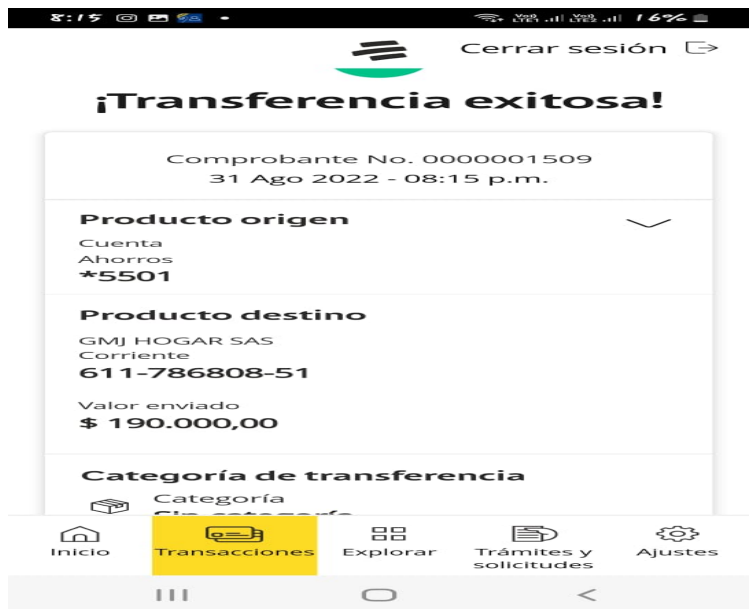 8:15 16%
Cerrar sesión
¡Transferencia exitosa!
Comprobante No. 0000001509
31 Ago 2022 - 08:15 p.m.
Producto origen
Cuenta
Ahorros
*5501
Producto destino
GMJ HOGAR SAS
Corriente
611-786808-51
Valor enviado
$ 190.000,00
Categoría de transferencia
Categoría
Sin categoría
Inicio Transacciones Explorar Trámites y solicitudes Ajustes